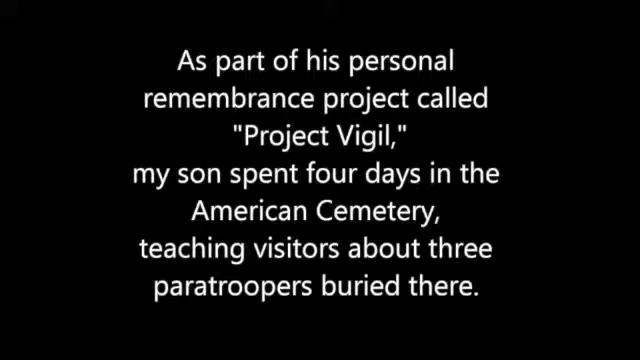 As part of his personal
remembrance project called
"Project Vigil,"
my son spent four days in the
American Cemetery,
teaching visitors about three
paratroopers buried there.